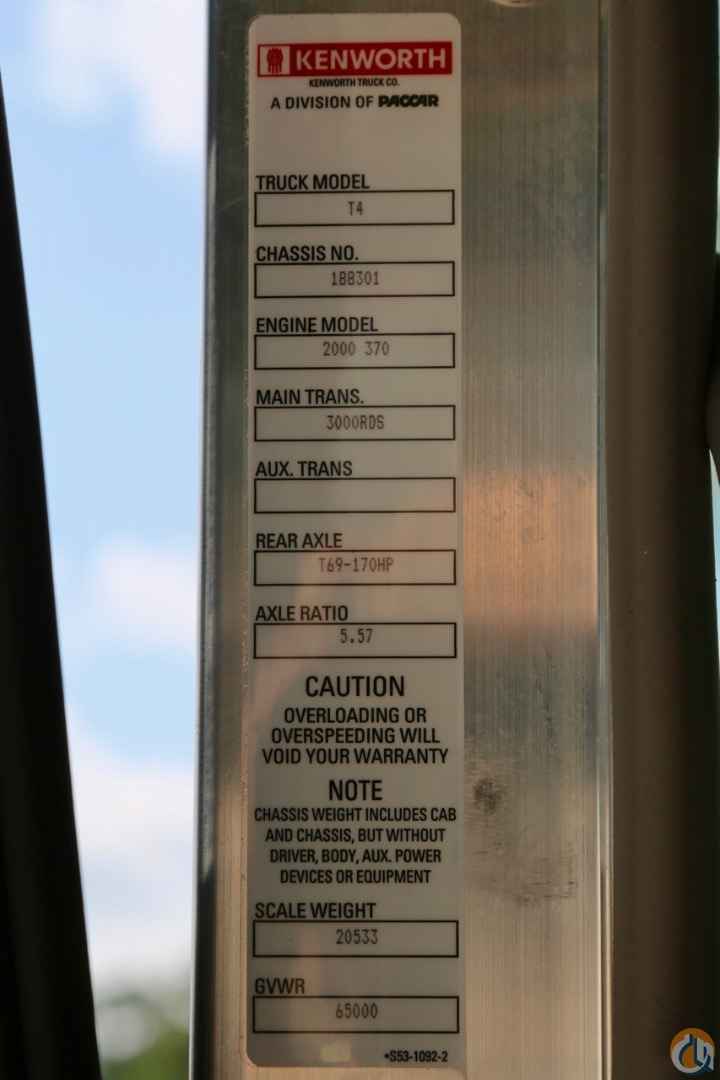 KENWORTH
KENWORTH TRUCK CO.
A DIVISION OF PACCAR
TRUCK MODEL
T4
CHASSIS NO.
188301
ENGINE MODEL
2000 370
MAIN TRANS.
3000RDS
AUX. TRANS
REAR AXLE
T69-170HP
AXLE RATIO
5.57
CAUTION
OVERLOADING OR
OVERSPEEDING WILL
VOID YOUR WARRANTY
NOTE
CHASSIS WEIGHT INCLUDES CAB
AND CHASSIS, BUT WITHOUT
DRIVER, BODY, AUX. POWER
DEVICES OR EQUIPMENT
SCALE WEIGHT
20533
GVWR
65000
*S53-1092-2